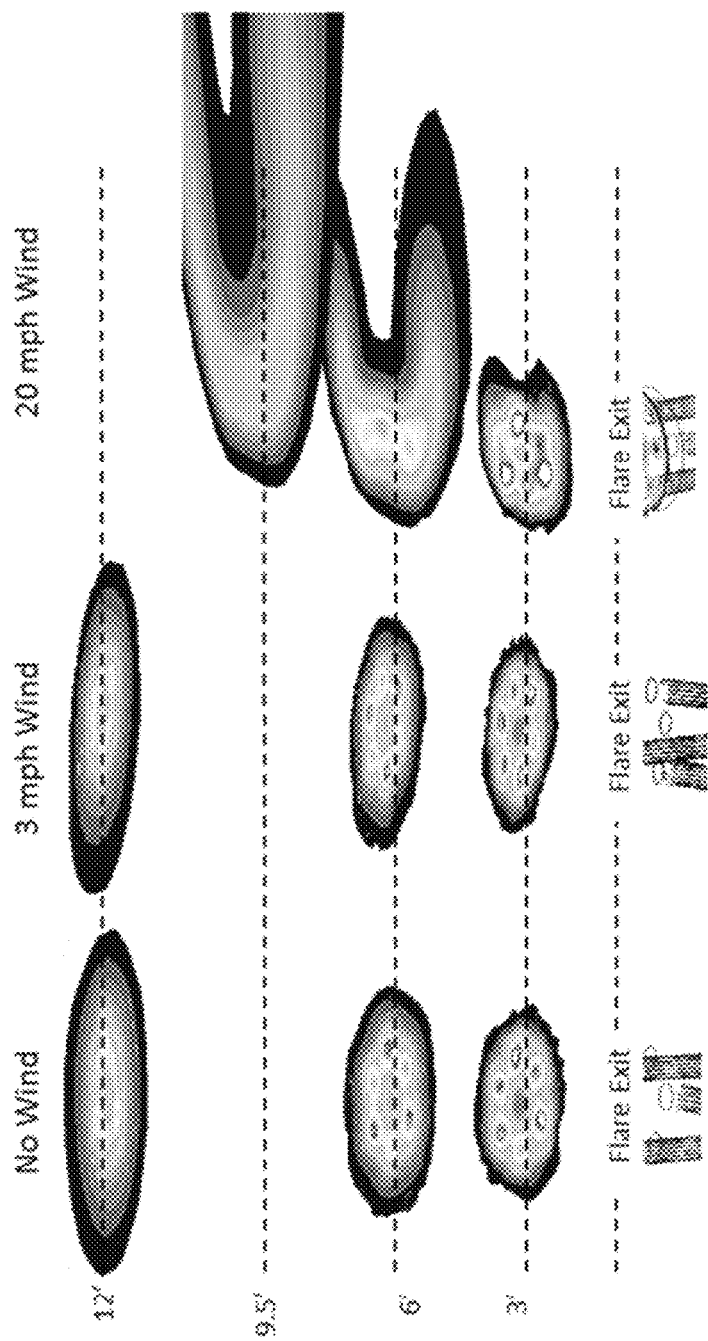 No Wind
3 mph Wind
20 mph Wind
12'
9.5'
6'
3'
Flare Exit
Flare Exit
Flare Exit